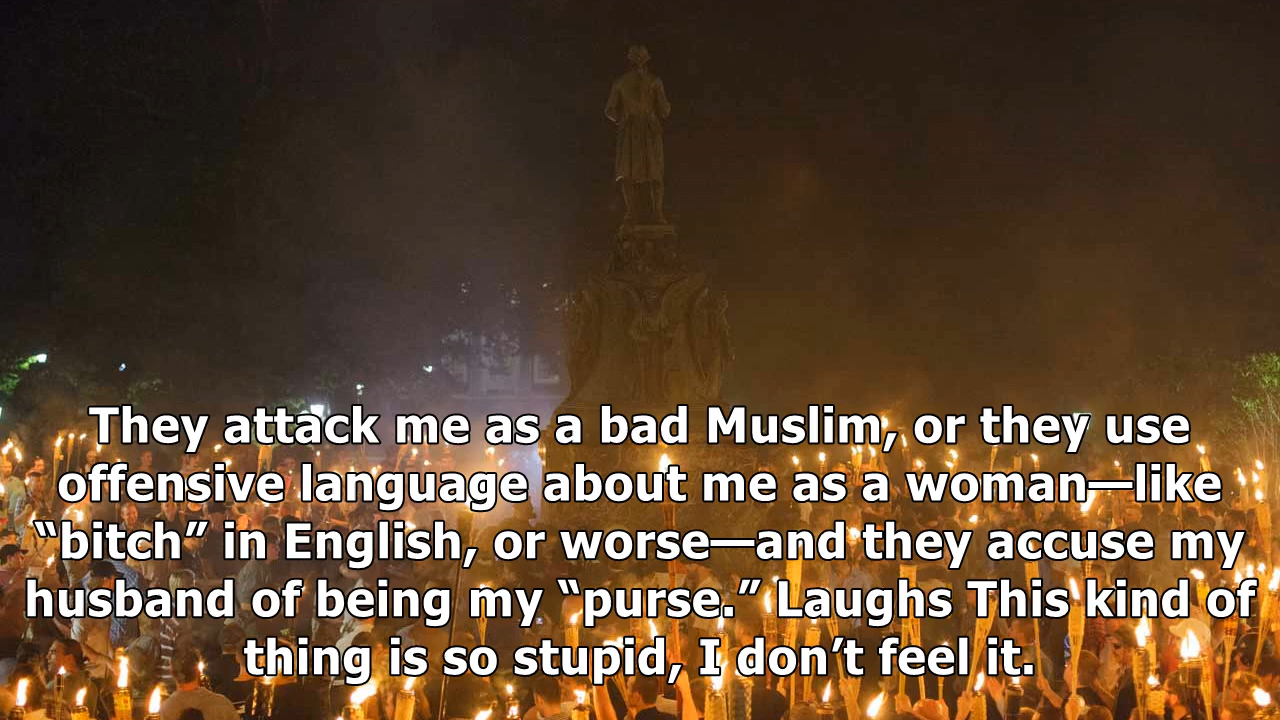 They attack me as a bad Muslim, or they use
offensive language about me as a woman—like
“bitch” in English, or worse—and they accuse my
husband of being my “purse.” Laughs This kind of
thing is so stupid, I don’t feel it.